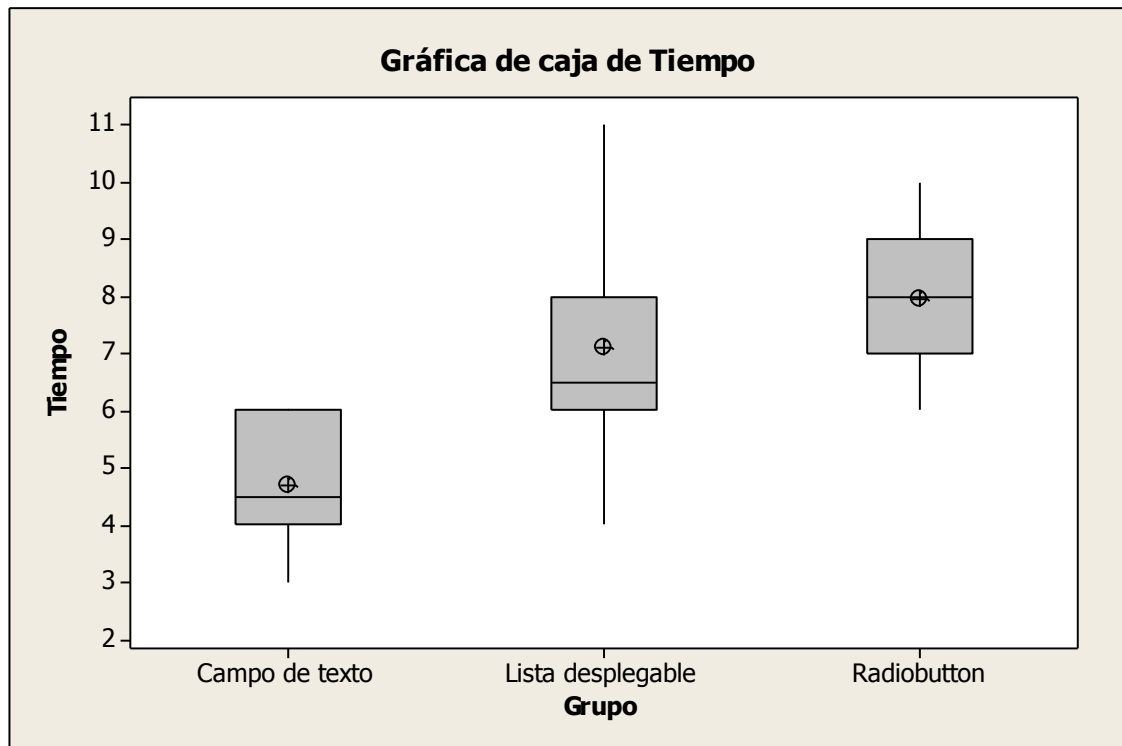 Gráfica de caja de Tiempo
11
10
9
8
7
6
5
4
3
2
Tiempo
Campo de texto
Lista desplegable
Radiobutton
Grupo